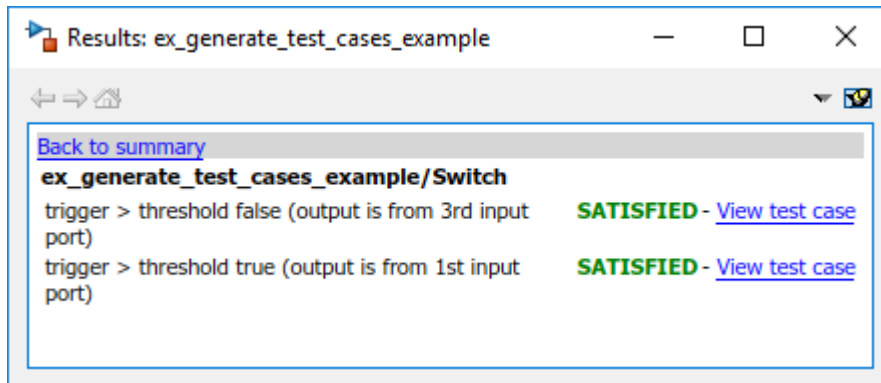 Results: ex_generate_test_cases_example
Back to summary
ex_generate_test_cases_example/Switch
trigger > threshold false (output is from 3rd input SATISFIED - View test case
port)
trigger > threshold true (output is from 1st input SATISFIED - View test case
port)